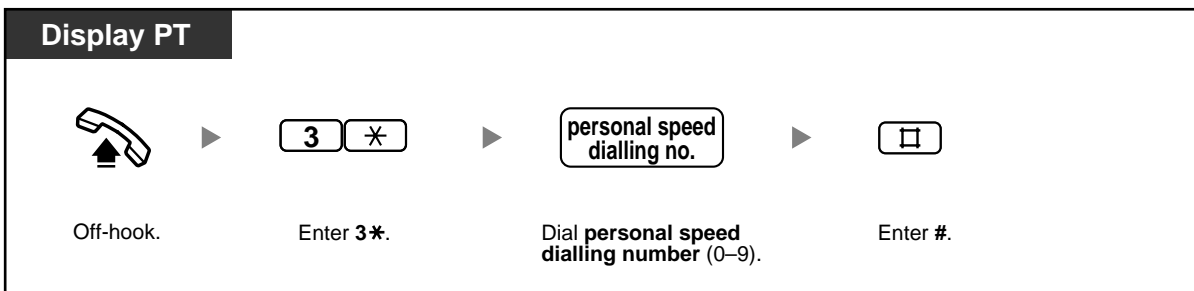 Display PT
3 ✳
personal speed
dialling no.
#
Off-hook.
Enter 3✳.
Dial personal speed
dialling number (0–9).
Enter #.